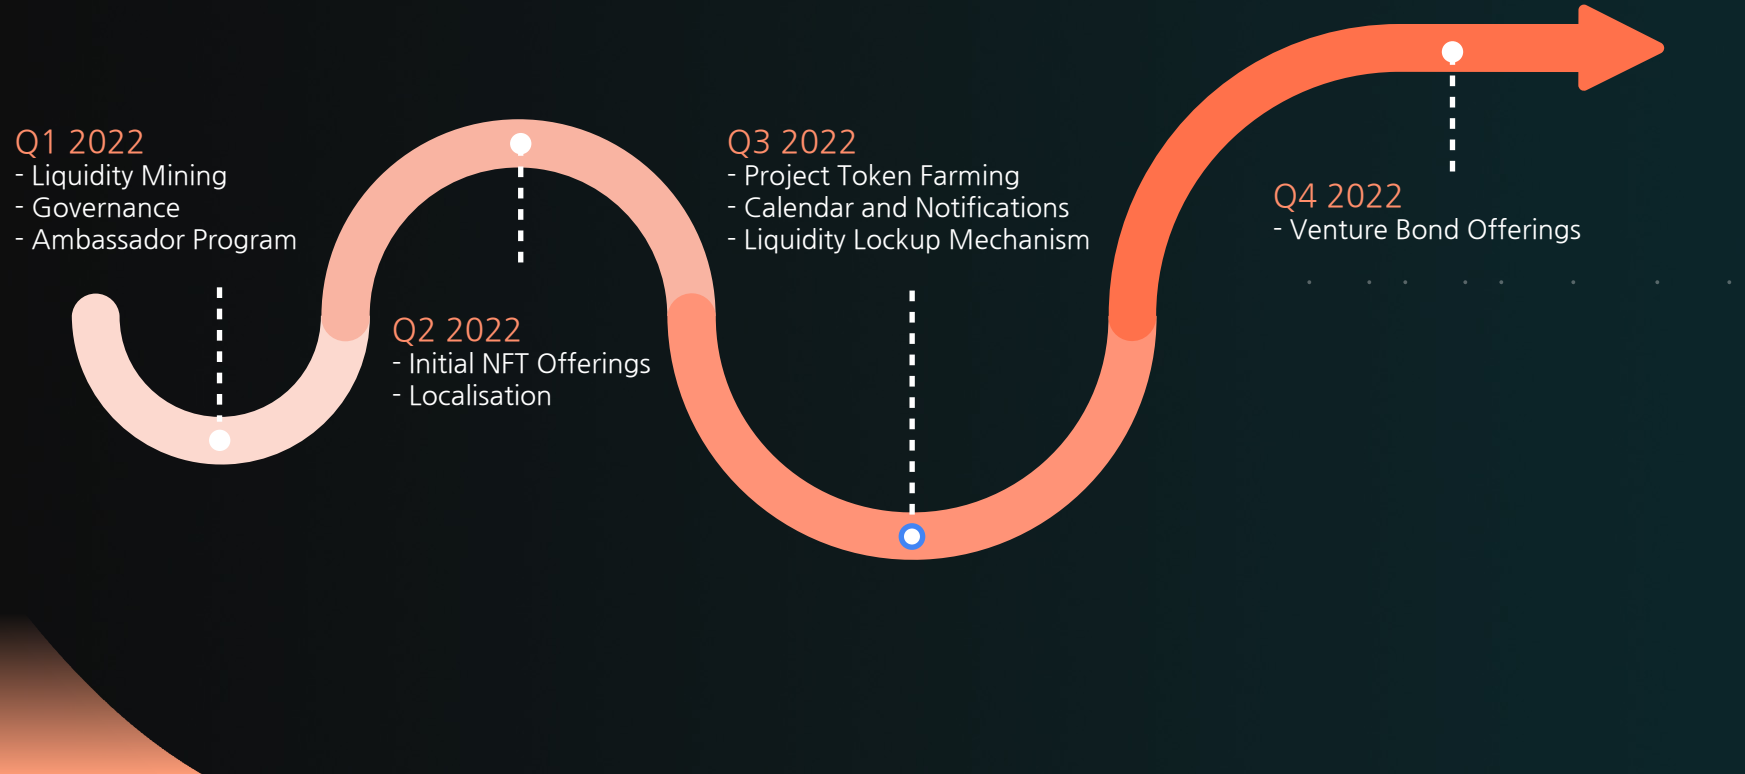 Q1 2022
- Liquidity Mining
- Governance
- Ambassador Program
Q2 2022
- Initial NFT Offerings
- Localisation
Q3 2022
- Project Token Farming
- Calendar and Notifications
- Liquidity Lockup Mechanism
Q4 2022
- Venture Bond Offerings